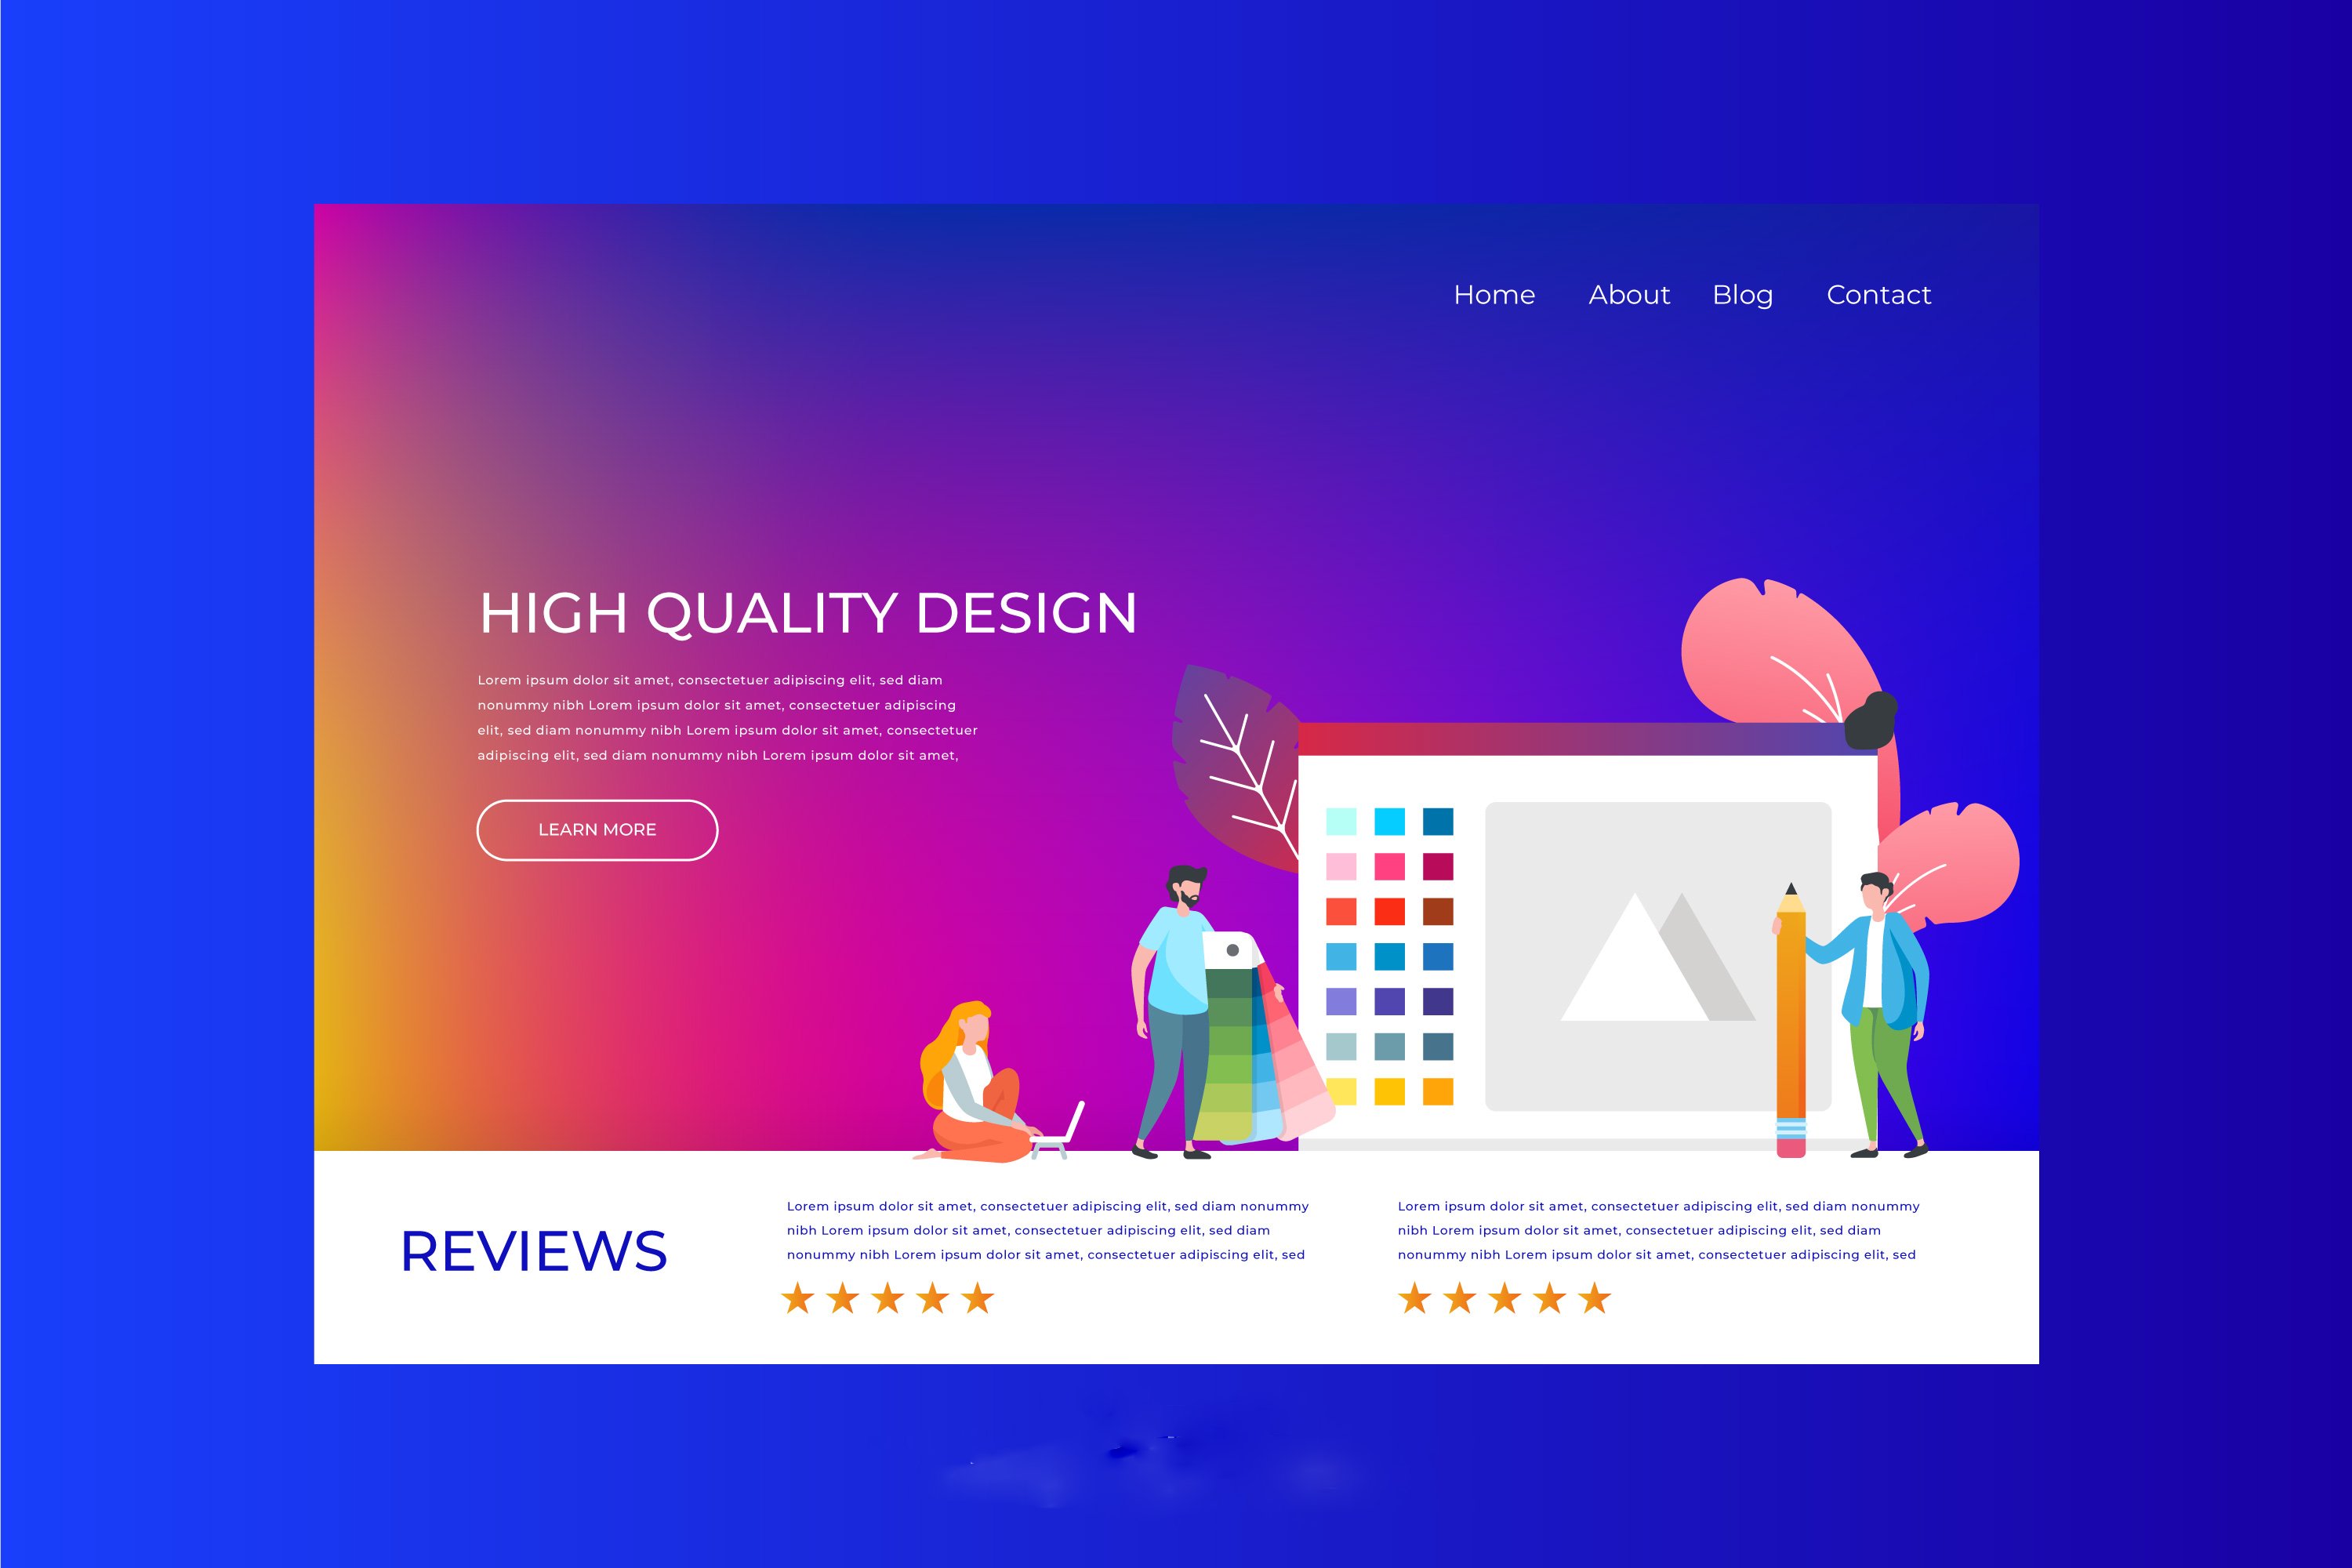 Home About Blog Contact
HIGH QUALITY DESIGN
Lorem ipsum dolor sit amet, consectetuer adipiscing elit, sed diam
nonummy nibh Lorem ipsum dolor sit amet, consectetuer adipiscing
elit, sed diam nonummy nibh Lorem ipsum dolor sit amet, consectetuer
adipiscing elit, sed diam nonummy nibh Lorem ipsum dolor sit amet,
LEARN MORE
REVIEWS
Lorem ipsum dolor sit amet, consectetuer adipiscing elit, sed diam nonummy
nibh Lorem ipsum dolor sit amet, consectetuer adipiscing elit, sed diam
nonummy nibh Lorem ipsum dolor sit amet, consectetuer adipiscing elit, sed
Lorem ipsum dolor sit amet, consectetuer adipiscing elit, sed diam nonummy
nibh Lorem ipsum dolor sit amet, consectetuer adipiscing elit, sed diam
nonummy nibh Lorem ipsum dolor sit amet, consectetuer adipiscing elit, sed